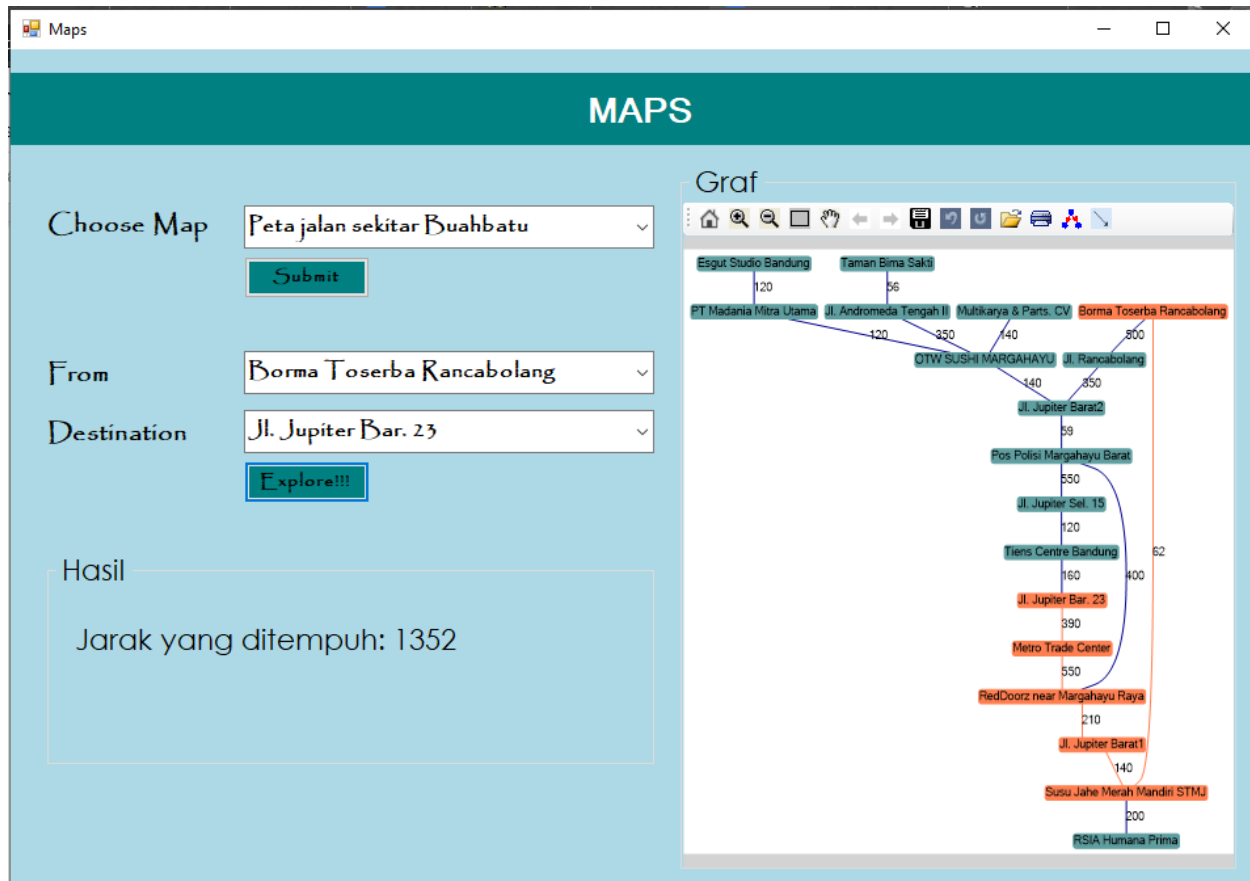 Maps
MAPS
Choose Map
Peta jalan sekitar Buahbatu
Submit
From
Borma Toserba Rancabolang
Destination
Jl. Jupiter Bar. 23
Explore!!!
Hasil
Jarak yang ditempuh: 1352
Graf
Esgut Studio Bandung Taman Bima Sakti
120 56
PT Madania Mitra Utama Jl. Andromeda Tengah II Multikarya & Parts. CV Borma Toserba Rancabolang
120 350 140 500
OTW SUSHI MARGAHAYU Jl. Rancabolang
140 350
Jl. Jupiter Barat2
59
Pos Polisi Margahayu Barat
550
Jl. Jupiter Sel. 15
120
Tiens Centre Bandung 62
160 400
Jl. Jupiter Bar. 23
390
Metro Trade Center
550
RedDoorz near Margahayu Raya
210
Jl. Jupiter Barat1
140
Susu Jahe Merah Mandiri STMJ
200
RSIA Humana Prima